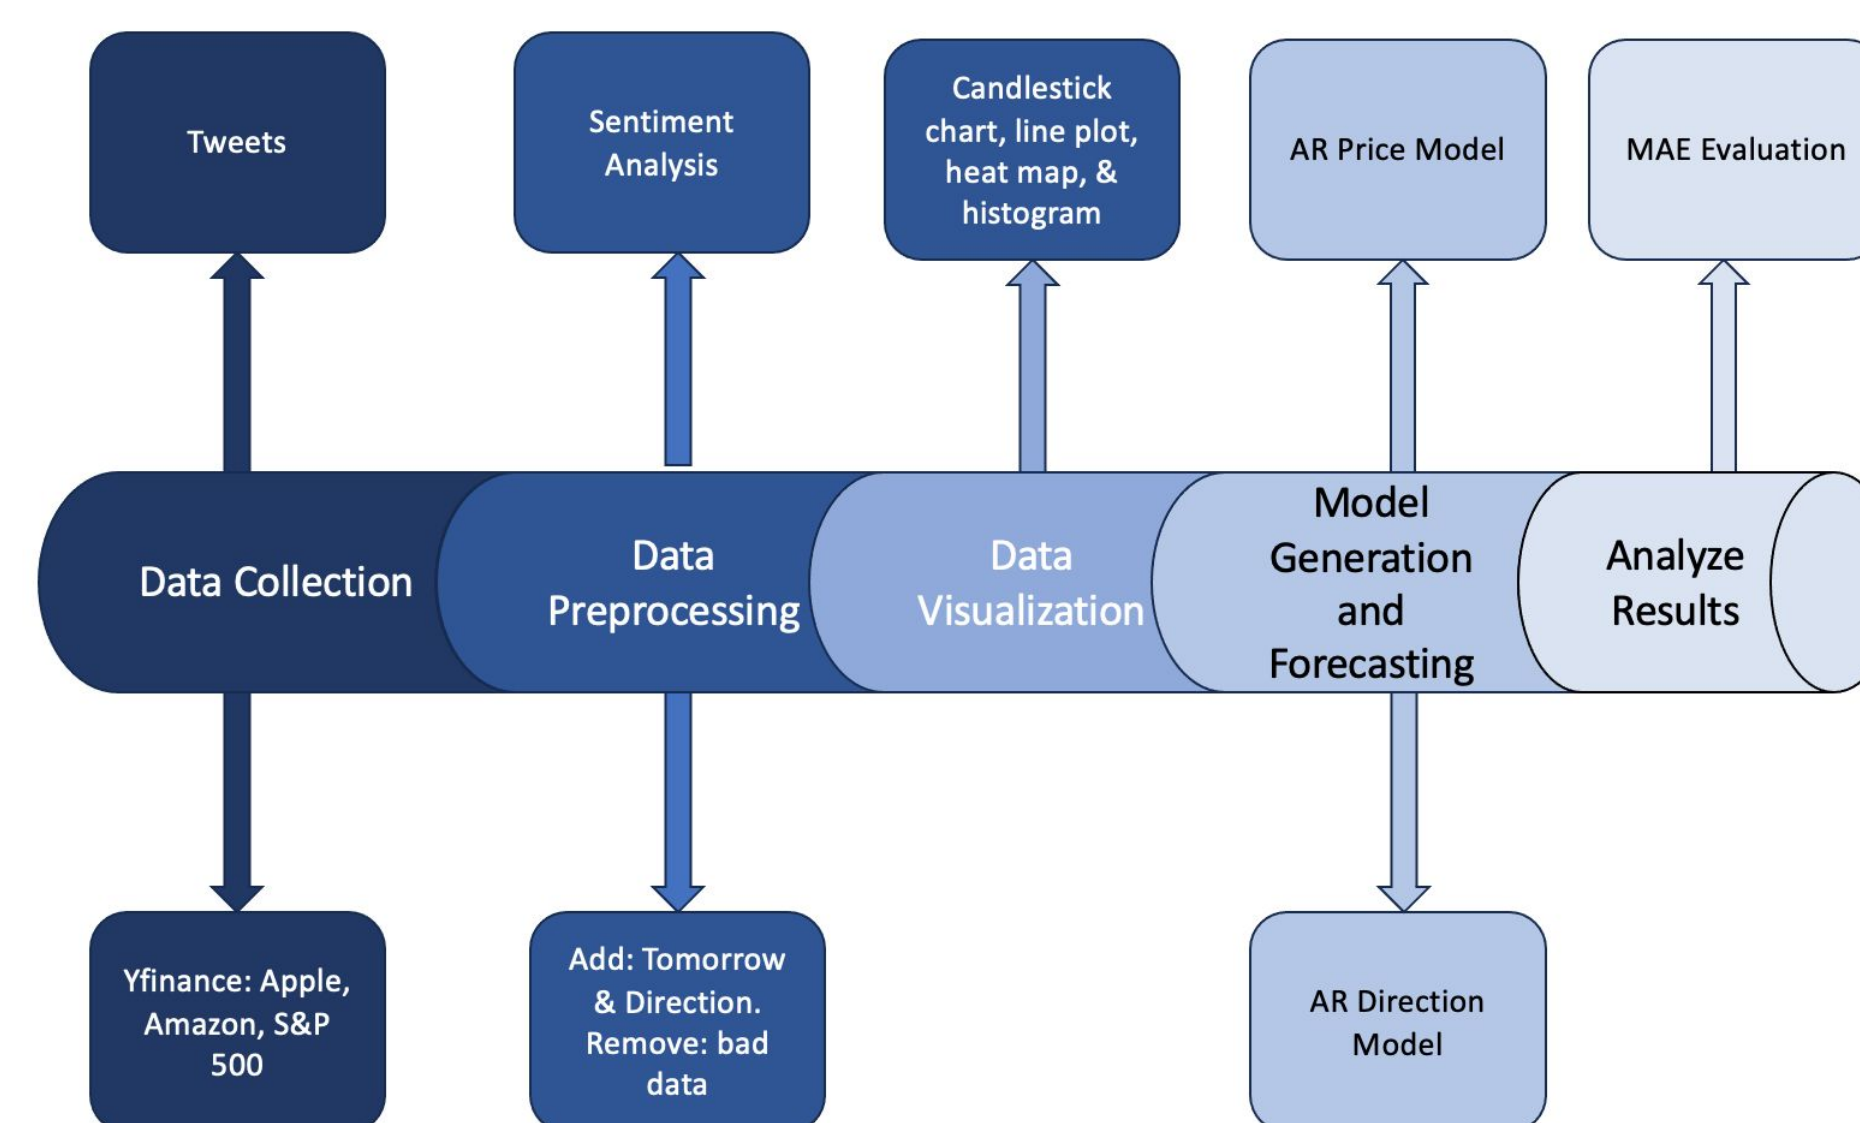 Tweets
Sentiment
Analysis
Candlestick
chart, line plot,
heat map, &
histogram
AR Price Model
MAE Evaluation
Data Collection
Data
Preprocessing
Data
Visualization
Model
Generation
and
Forecasting
Analyze
Results
Yfinance: Apple,
Amazon, S&P
500
Add: Tomorrow
& Direction.
Remove: bad
data
AR Direction
Model